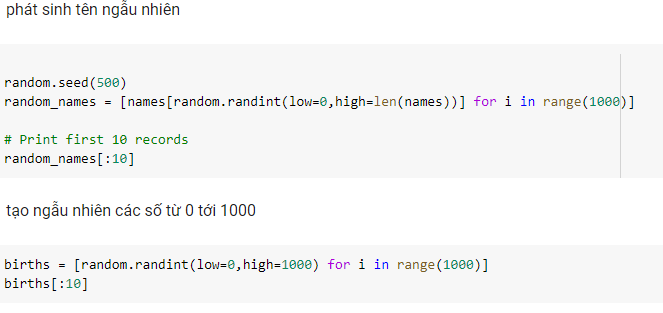 phát sinh tên ngẫu nhiên
random.seed(500)
random_names = [names[random.randint(low=0,high=len(names))] for i in range(1000)]
# Print first 10 records
random_names[:10]
tạo ngẫu nhiên các số từ 0 tới 1000
births = [random.randint(low=0,high=1000) for i in range(1000)]
births[:10]